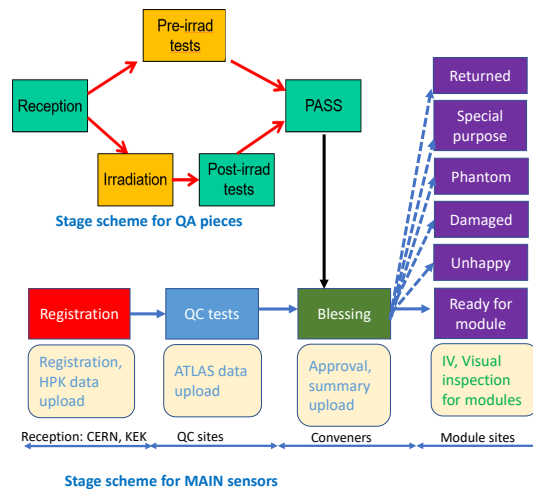 Pre-irrad
tests
Reception
PASS
Irradiation
Post-irrad
tests
Stage scheme for QA pieces
Returned
Special
purpose
Phantom
Damaged
Unhappy
Registration
QC tests
Blessing
Ready for
module
Registration,
HPK data
upload
ATLAS data
upload
Approval,
summary
upload
IV, Visual
inspection
for modules
Reception: CERN, KEK
QC sites
Conveners
Module sites
Stage scheme for MAIN sensors